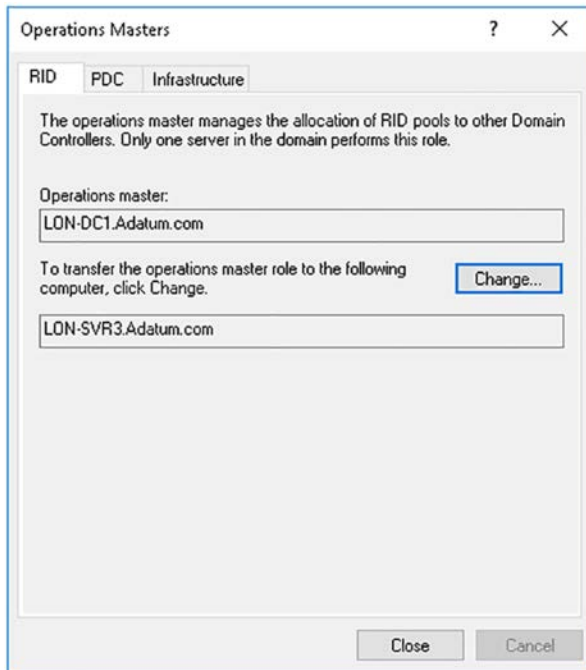 Operations Masters
?
RID
PDC
Infrastructure
The operations master manages the allocation of RID pools to other Domain
Controllers. Only one server in the domain performs this role.
Operations master:
LON-DC1.Adatum.com
To transfer the operations master role to the following
computer, click Change.
Change...
LON-SVR3.Adatum.com
Close
Cancel